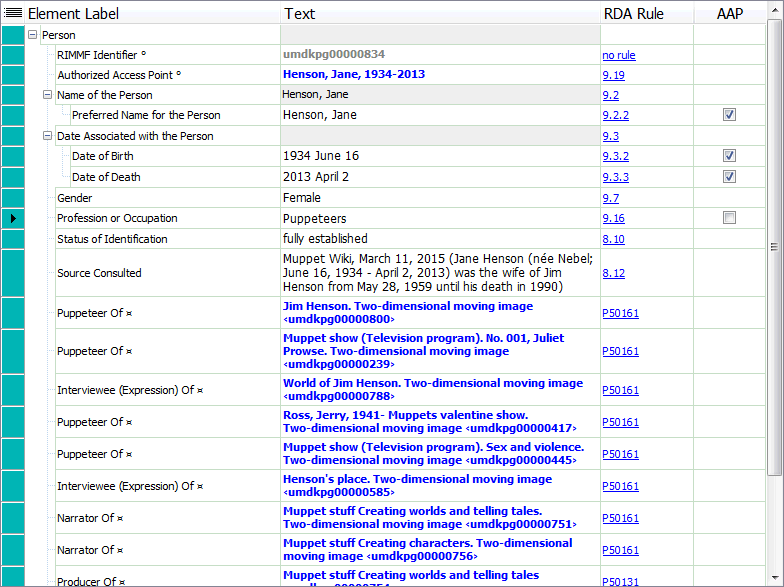 Element Label Text RDA Rule AAP
Person
RIMMF Identifier ° umdkpg00000834 no rule
Authorized Access Point ° Henson, Jane, 1934-2013 9.19
Name of the Person Henson, Jane 9.2
Preferred Name for the Person Henson, Jane 9.2.2
Date Associated with the Person 9.3
Date of Birth 1934 June 16 9.3.2
Date of Death 2013 April 2 9.3.3
Gender Female 9.7
Profession or Occupation Puppeteers 9.16
Status of Identification fully established 8.10
Muppet Wiki, March 11, 2015 (Jane Henson (née Nebel;
Source Consulted June 16, 1934 - April 2, 2013) was the wife of Jim 8.12
Henson from May 28, 1959 until his death in 1990)
Puppeteer Of ¤ Jim Henson. Two-dimensional moving image P50161
‹umdkpg00000800›
Muppet show (Television program). No. 001, Juliet
Puppeteer Of ¤ Prowse. Two-dimensional moving image P50161
‹umdkpg00000239›
Interviewee (Expression) Of ¤ World of Jim Henson. Two-dimensional moving image P50161
‹umdkpg00000788›
Puppeteer Of ¤ Ross, Jerry, 1941- Muppets valentine show. P50161
Two-dimensional moving image ‹umdkpg00000417›
Puppeteer Of ¤ Muppet show (Television program). Sex and violence. P50161
Two-dimensional moving image ‹umdkpg00000445›
Interviewee (Expression) Of ¤ Henson's place. Two-dimensional moving image P50161
‹umdkpg00000585›
Narrator Of ¤ Muppet stuff Creating worlds and telling tales. P50161
Two-dimensional moving image ‹umdkpg00000751›
Narrator Of ¤ Muppet stuff Creating characters. Two-dimensional P50161
moving image ‹umdkpg00000756›
Producer Of ¤ Muppet stuff Creating worlds and telling tales P50131